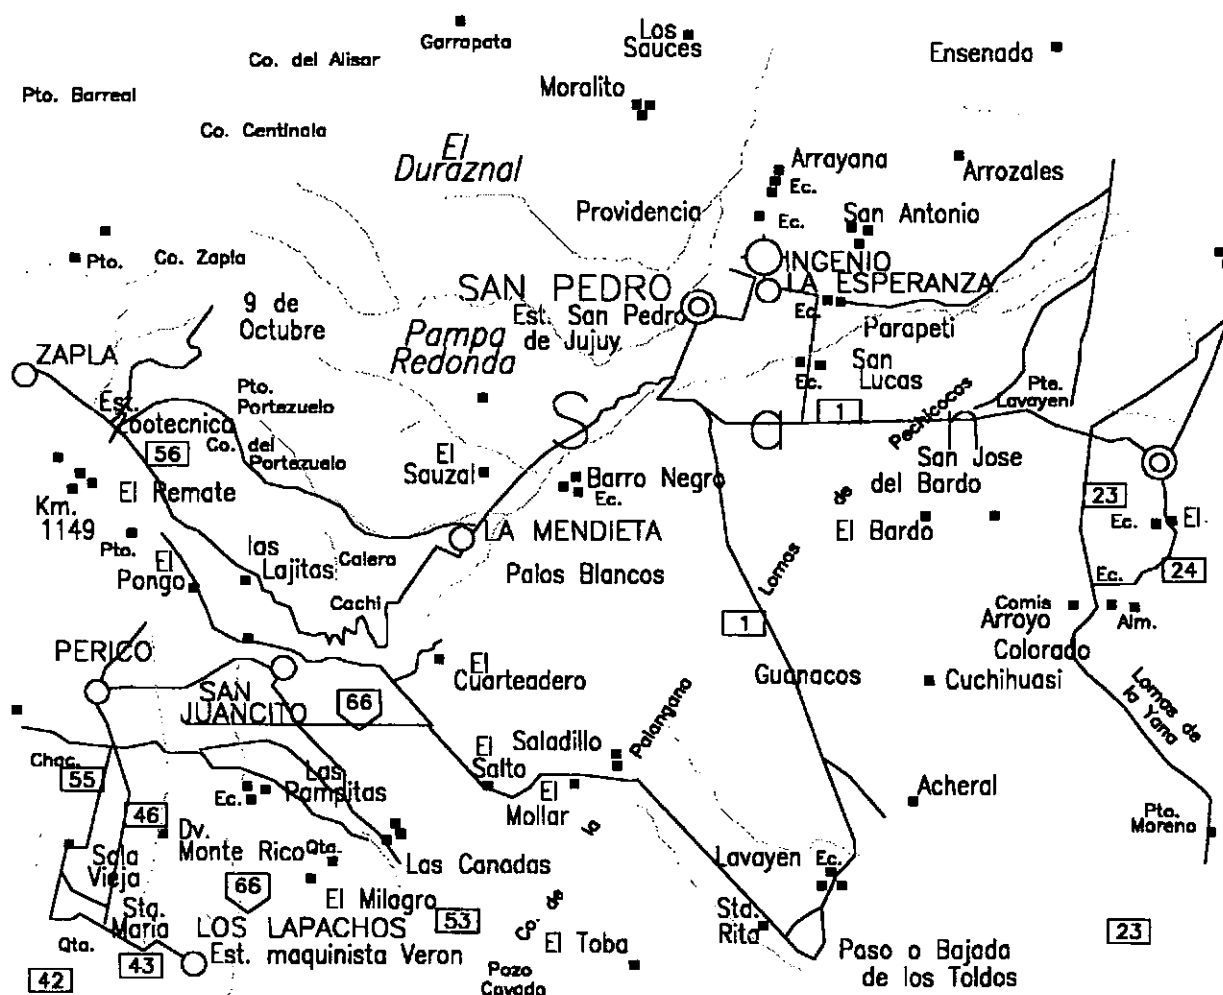 Garrapata
Los
Sauces
Ensenada
Co. del Alisar
Pto. Barreal
Moralito
Co. Centinala
El
Duraznal
Arrayana
Ec.
Arrozales
Providencia
Ec.
San Antonio
Pto.
Co. Zapla
INGENIO
LA ESPERANZA
SAN PEDRO
Est. San Pedro
de Jujuy
Ec.
Parapeti
9 de
Octubre
Pampa
Redonda
ZAPLA
San
Lucas
Ec.
Pto.
Portezuelo
Pte.
Lavayen
Est.
Zootecnica
S
a
1
Pechicocos
Co. del
Portezuelo
56
El
Sauzal
San Jose
del Bardo
El Remate
Barro Negro
Ec.
de
23
Km.
1149
LA MENDIETA
El Bardo
Ec.
El
Pto.
El
Pongo
las
Lajitas
Calera
Palos Blancos
Lomas
Ec.
24
Cachi
Comis
Arroyo
Colorado
Alm.
1
PERICO
El
Cuarteadero
Guanacos
Cuchihuasi
SAN
JUANCITO
66
Lomas de
la Yana
Palangano
Saladillo
El
Salto
Chac.
55
Las
Pampitas
Ec.
El
Mollar
Acheral
46
la
Pto.
Moreno
Dv.
Monte Rico
Qta.
Las Canadas
Lavayen
Ec.
Sala
Vieja
66
El Milagro
de
Sta.
Maria
LOS LAPACHOS
53
Co.
Sta.
Rita
23
Qta.
Est. maquinista Veron
El Toba
Paso o Bajada
de los Toldos
42
43
Pozo
Cavado